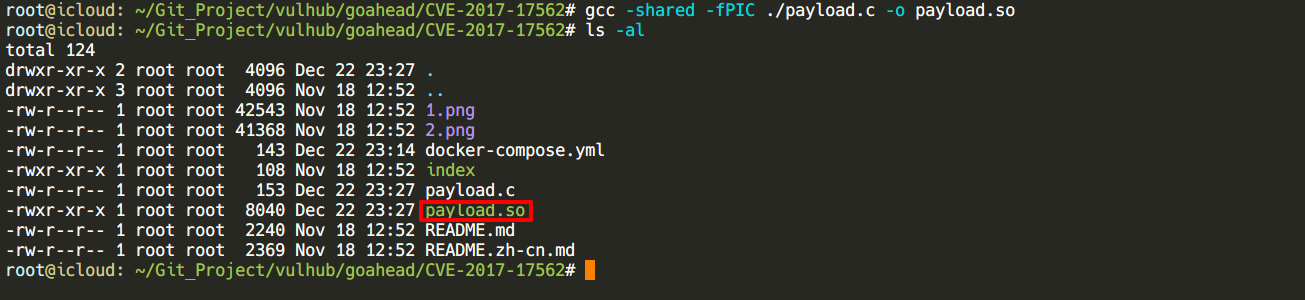 root@icloud: ~/Git_Project/vulhub/goahead/CVE-2017-17562# gcc -shared -fPIC ./payload.c -o payload.so
root@icloud: ~/Git_Project/vulhub/goahead/CVE-2017-17562# ls -al
total 124
drwxr-xr-x 2 root root  4096 Dec 22 23:27 .
drwxr-xr-x 3 root root  4096 Nov 18 12:52 ..
-rw-r--r-- 1 root root 42543 Nov 18 12:52 1.png
-rw-r--r-- 1 root root 41368 Nov 18 12:52 2.png
-rw-r--r-- 1 root root   143 Dec 22 23:14 docker-compose.yml
-rwxr-xr-x 1 root root   108 Nov 18 12:52 index
-rw-r--r-- 1 root root   153 Dec 22 23:27 payload.c
-rwxr-xr-x 1 root root  8040 Dec 22 23:27 payload.so
-rw-r--r-- 1 root root  2240 Nov 18 12:52 README.md
-rw-r--r-- 1 root root  2369 Nov 18 12:52 README.zh-cn.md
root@icloud: ~/Git_Project/vulhub/goahead/CVE-2017-17562#